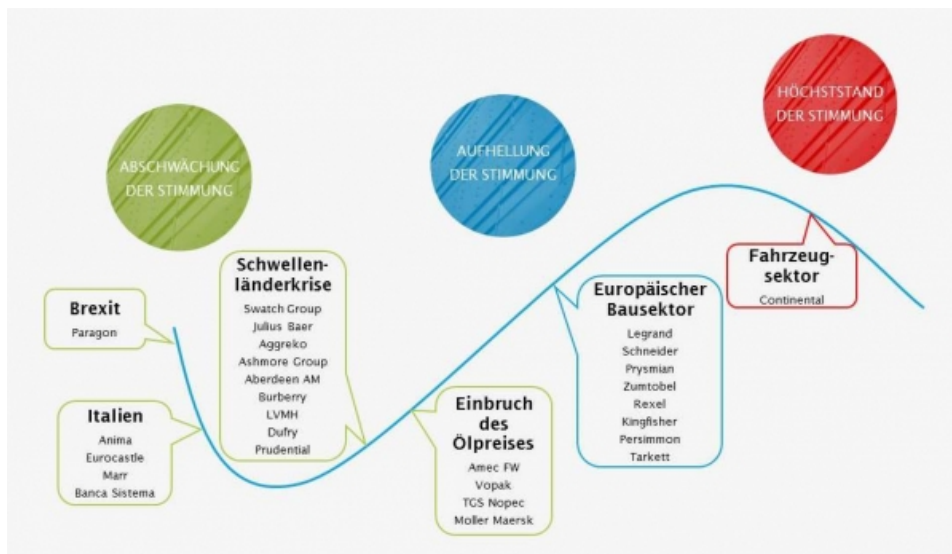 HÖCHSTSTAND
DER STIMMUNG
AUFHELLUNG
DER STIMMUNG
ABSCHWÄCHUNG
DER STIMMUNG
Brexit
Paragon
Italien
Anima
Eurocastle
Marr
Banca Sistema
Schwellen-
länderkrise
Swatch Group
Julius Baer
Aggreko
Ashmore Group
Aberdeen AM
Burberry
LVMH
Dufry
Prudential
Einbruch
des
Ölpreises
Amec FW
Vopak
TGS Nopec
Moller Maersk
Europäischer
Bausektor
Legrand
Schneider
Prysmian
Zumtobel
Rexel
Kingfisher
Persimmon
Tarkett
Fahrzeug-
sektor
Continental